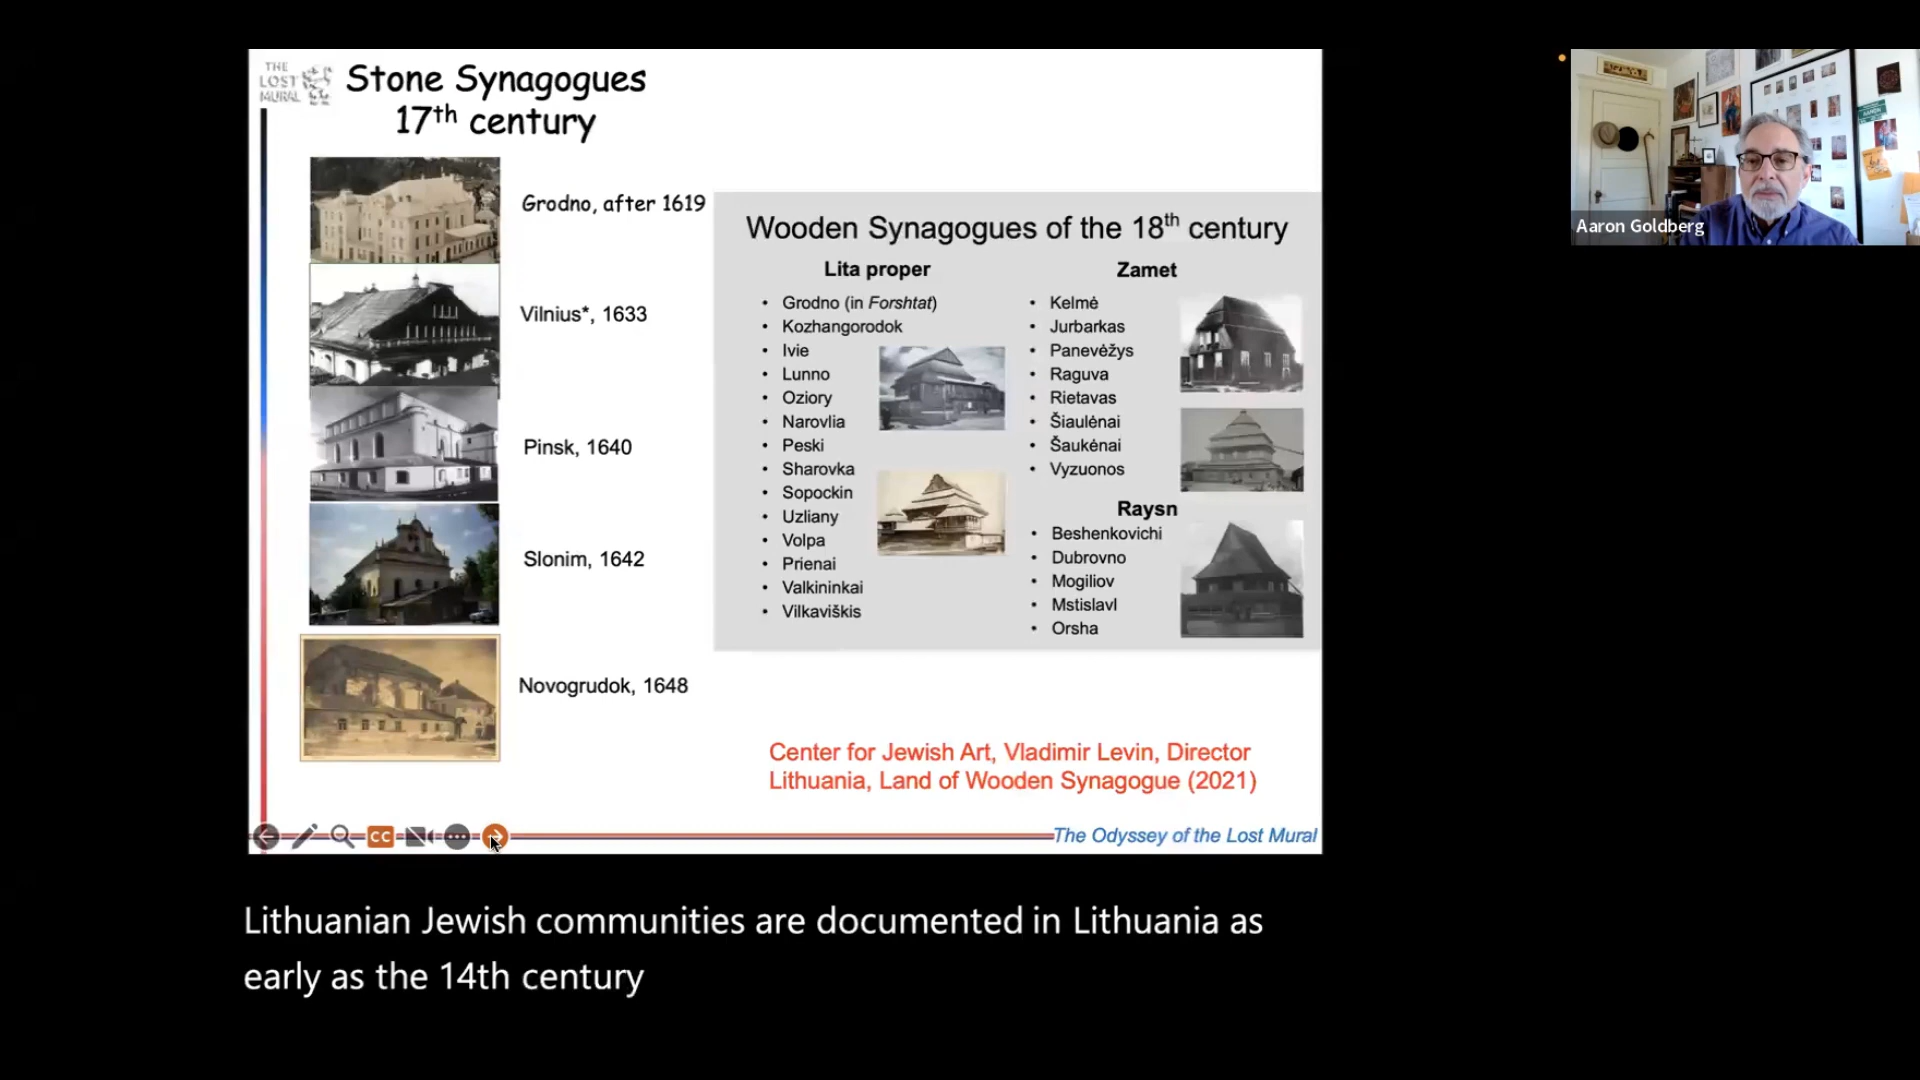 THE
LOST
MURAL
Stone Synagogues
17th century
Grodno, after 1619
Vilnius*, 1633
Pinsk, 1640
Slonim, 1642
Novogrudok, 1648
Wooden Synagogues of the 18th century
Lita proper
• Grodno (in Forshtat)
• Kozhangorodok
• Ivie
• Lunno
• Oziory
• Narovlia
• Peski
• Sharovka
• Sopockin
• Uzliany
• Volpa
• Prienai
• Valkininkai
• Vilkaviškis
Zamet
• Kelmė
• Jurbarkas
• Panevėžys
• Raguva
• Rietavas
• Šiaulėnai
• Šaukėnai
• Vyzuonos
Raysn
• Beshenkovichi
• Dubrovno
• Mogiliov
• Mstislavl
• Orsha
Center for Jewish Art, Vladimir Levin, Director
Lithuania, Land of Wooden Synagogue (2021)
CC
The Odyssey of the Lost Mural
Aaron Goldberg
Lithuanian Jewish communities are documented in Lithuania as
early as the 14th century